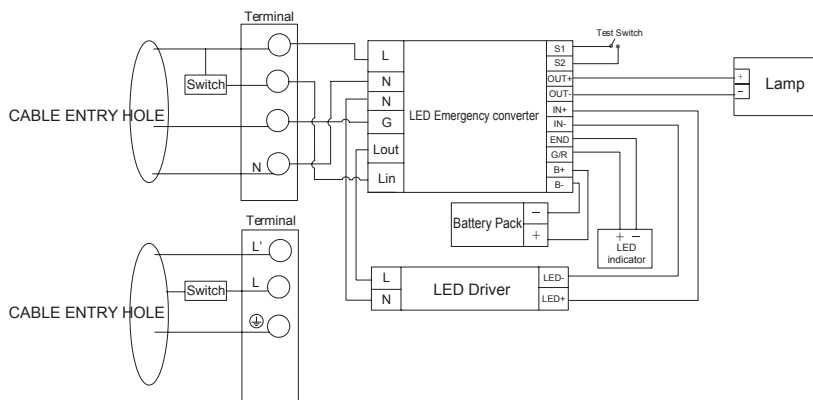 Terminal
Switch
CABLE ENTRY HOLE
N
L
N
N
G
Lout
Lin
LED Emergency converter
S1
S2
OUT+
OUT-
IN+
IN-
END
G/R
B+
B-
Test Switch
+
−
Lamp
Battery Pack
−
+
+ −
LED
indicator
Terminal
L'
Switch
L
CABLE ENTRY HOLE
L
N
LED Driver
LED-
LED+